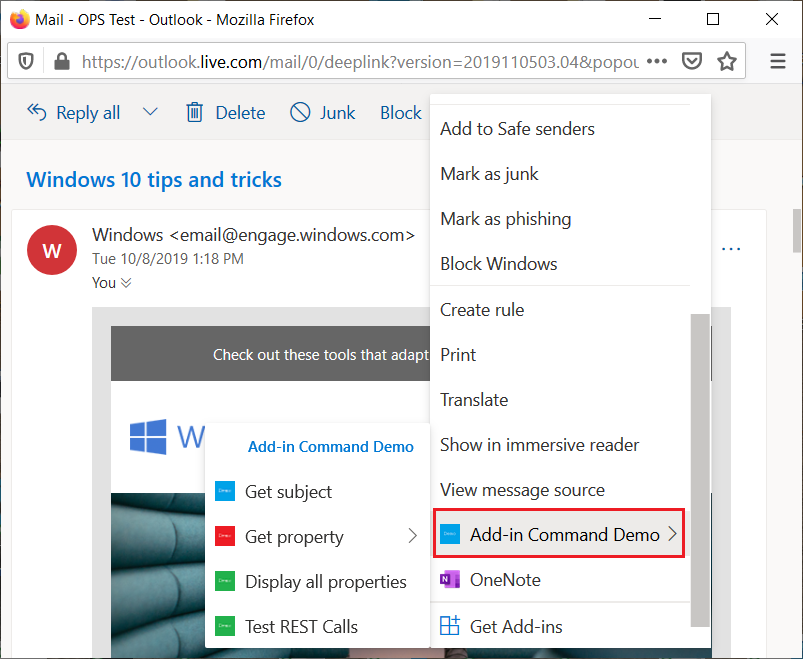 Mail - OPS Test - Outlook - Mozilla Firefox
https://outlook.live.com/mail/0/deeplink?version=2019110503.04&popou
Reply all
Delete
Junk
Block
Windows 10 tips and tricks
W
Windows <email@engage.windows.com>
Tue 10/8/2019 1:18 PM
You
Check out these tools that adapt
W
Add to Safe senders
Mark as junk
Mark as phishing
Block Windows
Create rule
Print
Translate
Show in immersive reader
View message source
Add-in Command Demo
OneNote
Get Add-ins
Add-in Command Demo
Get subject
Get property
Display all properties
Test REST Calls